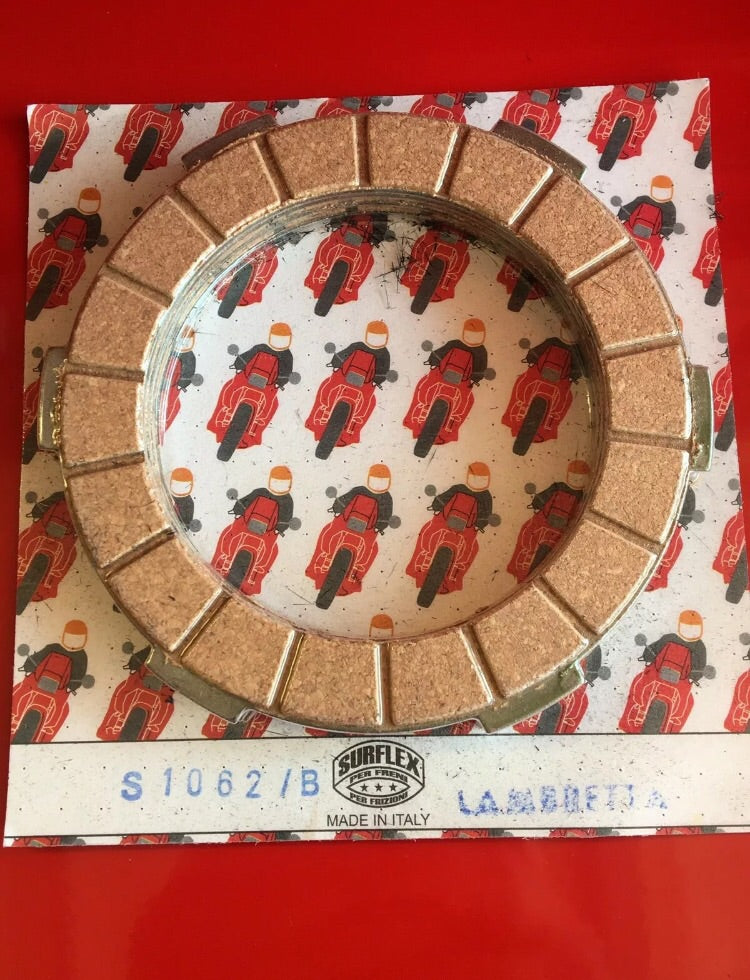 S1062/B
SURFLEX
PER FRENI
PER FRIZIONI
MADE IN ITALY
LAMBRETTA